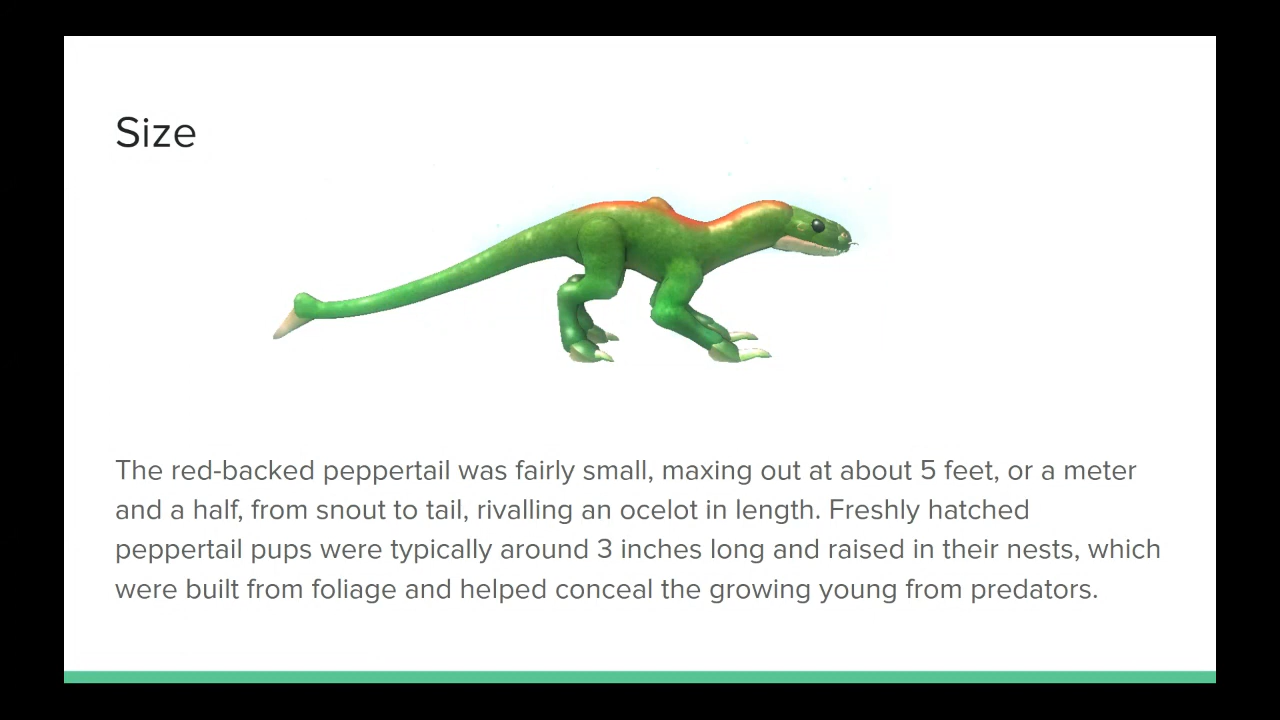 Size
The red-backed peppertail was fairly small, maxing out at about 5 feet, or a meter
and a half, from snout to tail, rivalling an ocelot in length. Freshly hatched
peppertail pups were typically around 3 inches long and raised in their nests, which
were built from foliage and helped conceal the growing young from predators.